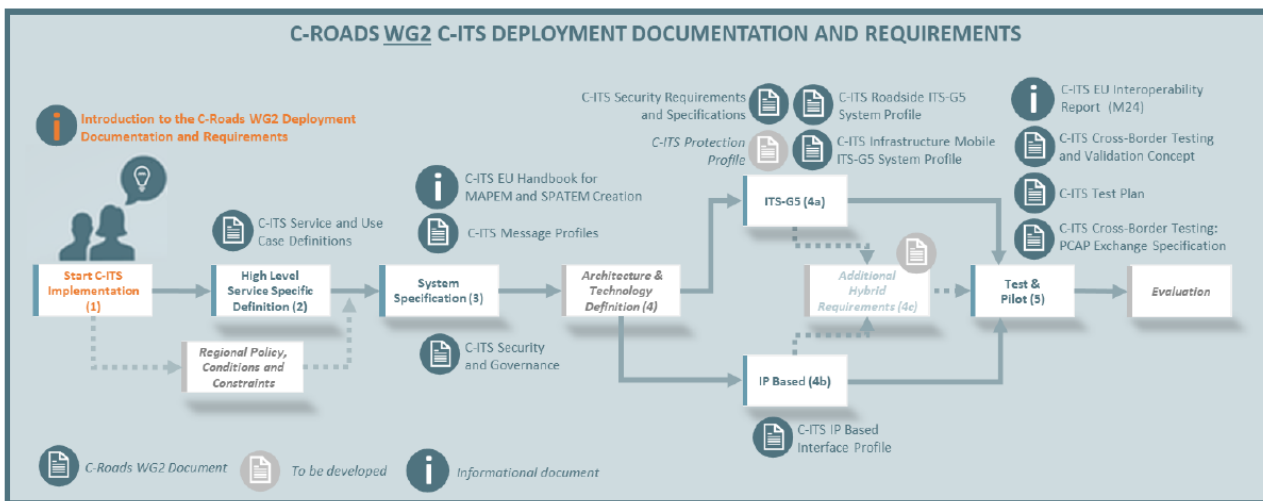 C-ROADS WG2 C-ITS DEPLOYMENT DOCUMENTATION AND REQUIREMENTS
Introduction to the C-Roads WG2 Deployment
Documentation and Requirements
C-ITS Service and Use
Case Definitions
C-ITS EU Handbook for
MAPEM and SPATEM Creation
C-ITS Message Profiles
C-ITS Security Requirements
and Specifications
C-ITS Protection
Profile
C-ITS Roadside ITS-G5
System Profile
C-ITS Infrastructure Mobile
ITS-G5 System Profile
C-ITS EU Interoperability
Report (M24)
C-ITS Cross-Border Testing
and Validation Concept
C-ITS Test Plan
C-ITS Cross-Border Testing:
PCAP Exchange Specification
Start C-ITS
Implementation
(1)
High Level
Service Specific
Definition (2)
System
Specification (3)
Architecture &
Technology
Definition (4)
ITS-G5 (4a)
Additional
Hybrid
Requirements (4c)
Test &
Pilot (5)
Evaluation
Regional Policy,
Conditions and
Constraints
C-ITS Security
and Governance
IP Based (4b)
C-ITS IP Based
Interface Profile
C-Roads WG2 Document
To be developed
Informational document